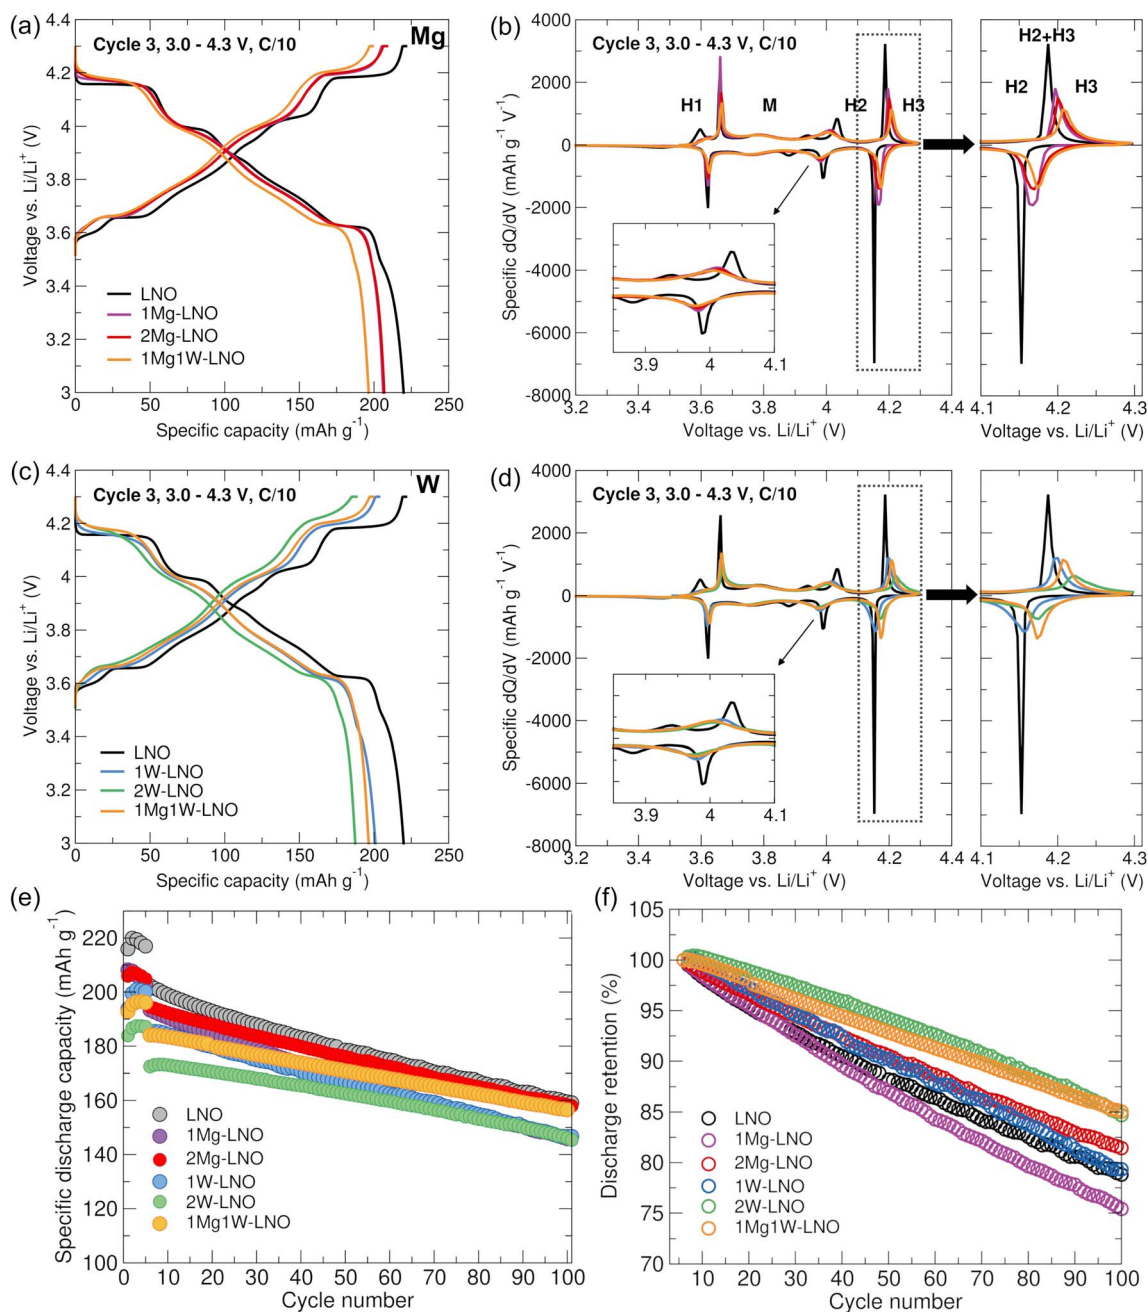 (a)
Cycle 3, 3.0 - 4.3 V, C/10
Mg
4.4
4.2
4
3.8
3.6
3.4
3.2
3
Voltage vs. Li/Li⁺ (V)
LNO
1Mg-LNO
2Mg-LNO
1Mg1W-LNO
0 50 100 150 200 250
Specific capacity (mAh g⁻¹)
(b)
Cycle 3, 3.0 - 4.3 V, C/10
4000
2000
0
-2000
-4000
-6000
-8000
Specific dQ/dV (mAh g⁻¹ V⁻¹)
H1
M
H2
H3
3.9 4 4.1
3.2 3.4 3.6 3.8 4 4.2 4.4
Voltage vs. Li/Li⁺ (V)
H2+H3
H2
H3
4.1 4.2 4.3
Voltage vs. Li/Li⁺ (V)
(c)
Cycle 3, 3.0 - 4.3 V, C/10
W
4.4
4.2
4
3.8
3.6
3.4
3.2
3
Voltage vs. Li/Li⁺ (V)
LNO
1W-LNO
2W-LNO
1Mg1W-LNO
0 50 100 150 200 250
Specific capacity (mAh g⁻¹)
(d)
Cycle 3, 3.0 - 4.3 V, C/10
4000
2000
0
-2000
-4000
-6000
-8000
Specific dQ/dV (mAh g⁻¹ V⁻¹)
3.9 4 4.1
3.2 3.4 3.6 3.8 4 4.2 4.4
Voltage vs. Li/Li⁺ (V)
4.1 4.2 4.3
Voltage vs. Li/Li⁺ (V)
(e)
220
200
180
160
140
120
100
Specific discharge capacity (mAh g⁻¹)
LNO
1Mg-LNO
2Mg-LNO
1W-LNO
2W-LNO
1Mg1W-LNO
0 10 20 30 40 50 60 70 80 90 100
Cycle number
(f)
105
100
95
90
85
80
75
70
Discharge retention (%)
LNO
1Mg-LNO
2Mg-LNO
1W-LNO
2W-LNO
1Mg1W-LNO
10 20 30 40 50 60 70 80 90 100
Cycle number